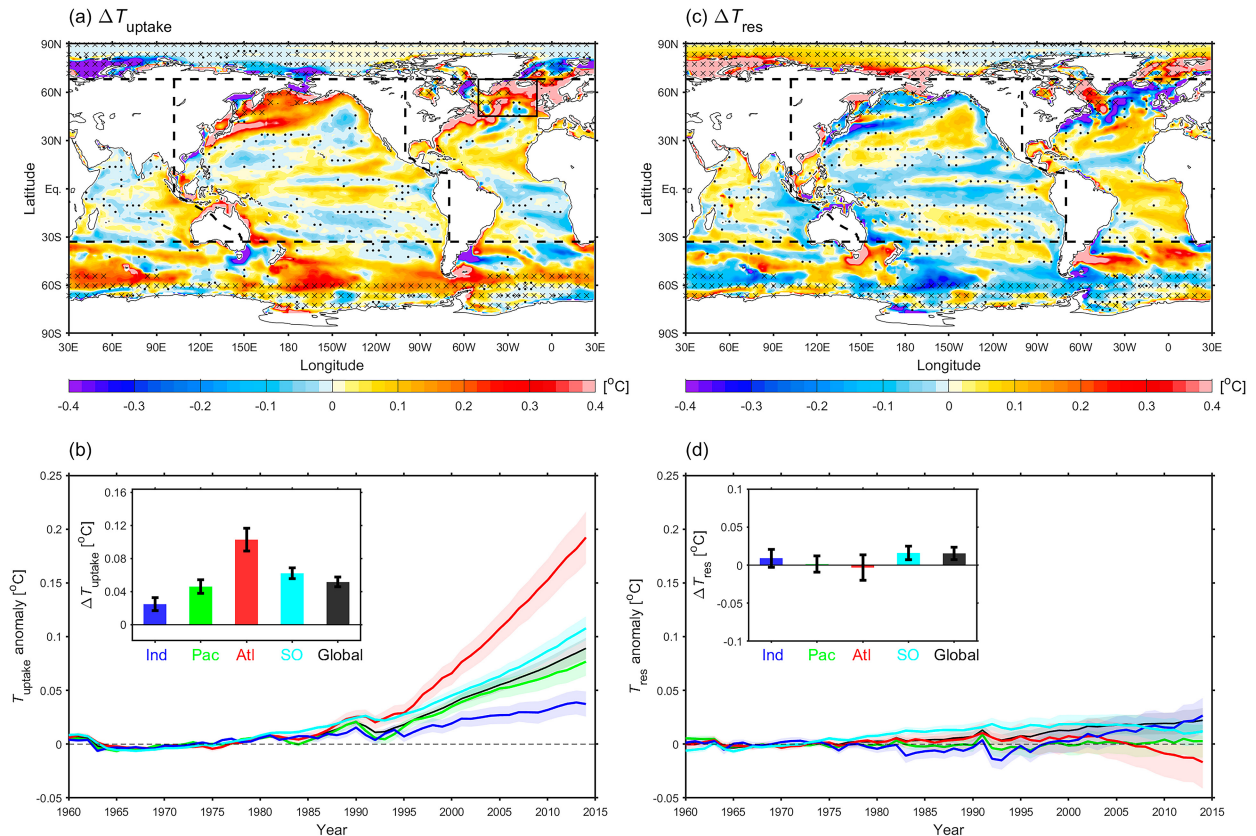 (a) ΔT_uptake
90N
60N
30N
Eq.
30S
60S
90S
Latitude
30E 60E 90E 120E 150E 180 150W 120W 90W 60W 30W 0 30E
Longitude
-0.4 -0.3 -0.2 -0.1 0 0.1 0.2 0.3 0.4 [°C]
(c) ΔT_res
90N
60N
30N
Eq.
30S
60S
90S
Latitude
30E 60E 90E 120E 150E 180 150W 120W 90W 60W 30W 0 30E
Longitude
-0.4 -0.3 -0.2 -0.1 0 0.1 0.2 0.3 0.4 [°C]
(b)
0.25
0.2
0.15
0.1
0.05
0
-0.05
T_uptake anomaly [°C]
0.16
0.12
0.08
0.04
0
ΔT_uptake [°C]
Ind Pac Atl SO Global
1960 1965 1970 1975 1980 1985 1990 1995 2000 2005 2010 2015
Year
(d)
0.25
0.2
0.15
0.1
0.05
0
-0.05
T_res anomaly [°C]
0.1
0.05
0
-0.05
-0.1
ΔT_res [°C]
Ind Pac Atl SO Global
1960 1965 1970 1975 1980 1985 1990 1995 2000 2005 2010 2015
Year